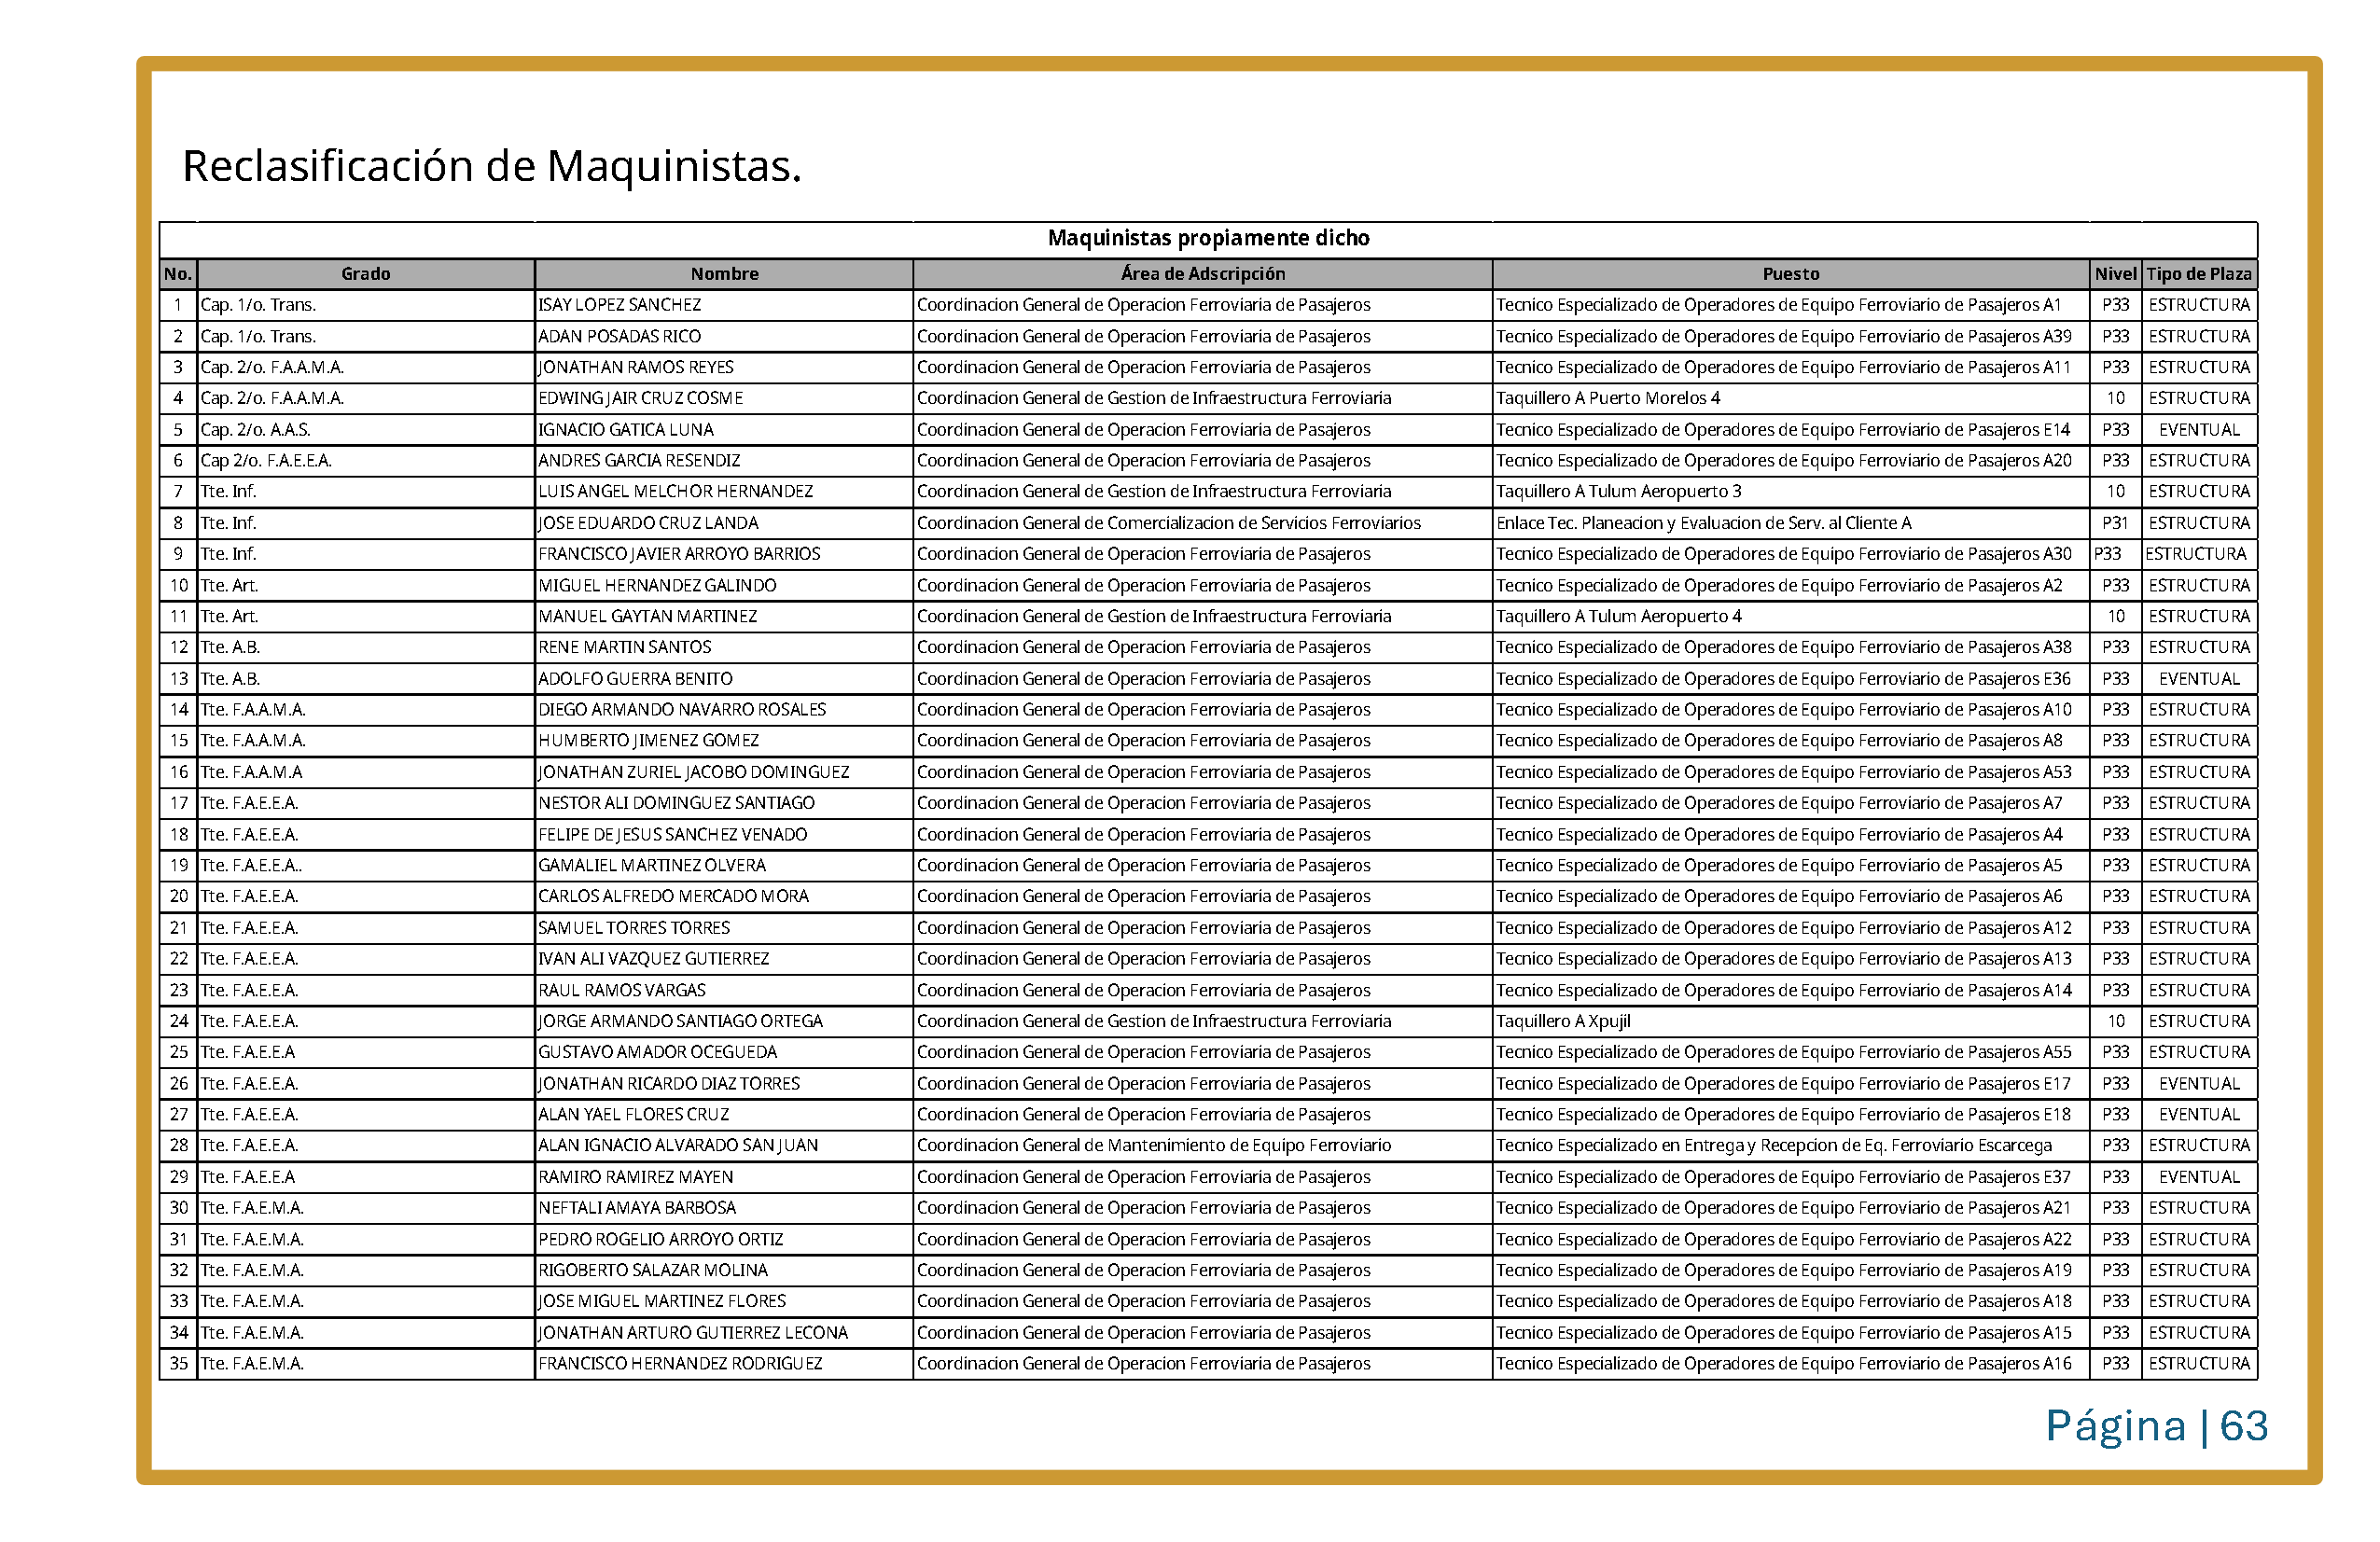 Reclasificación de Maquinistas.
Maquinistas propiamente dicho
No. Grado Nombre Área de Adscripción Puesto Nivel Tipo de Plaza
1 Cap. 1/o. Trans. ISAY LOPEZ SANCHEZ Coordinacion General de Operacion Ferroviaria de Pasajeros Tecnico Especializado de Operadores de Equipo Ferroviario de Pasajeros A1 P33 ESTRUCTURA
2 Cap. 1/o. Trans. ADAN POSADAS RICO Coordinacion General de Operacion Ferroviaria de Pasajeros Tecnico Especializado de Operadores de Equipo Ferroviario de Pasajeros A39 P33 ESTRUCTURA
3 Cap. 2/o. F.A.A.M.A. JONATHAN RAMOS REYES Coordinacion General de Operacion Ferroviaria de Pasajeros Tecnico Especializado de Operadores de Equipo Ferroviario de Pasajeros A11 P33 ESTRUCTURA
4 Cap. 2/o. F.A.A.M.A. EDWING JAIR CRUZ COSME Coordinacion General de Gestion de Infraestructura Ferroviaria Taquillero A Puerto Morelos 4 10 ESTRUCTURA
5 Cap. 2/o. A.A.S. IGNACIO GATICA LUNA Coordinacion General de Operacion Ferroviaria de Pasajeros Tecnico Especializado de Operadores de Equipo Ferroviario de Pasajeros E14 P33 EVENTUAL
6 Cap 2/o. F.A.E.E.A. ANDRES GARCIA RESENDIZ Coordinacion General de Operacion Ferroviaria de Pasajeros Tecnico Especializado de Operadores de Equipo Ferroviario de Pasajeros A20 P33 ESTRUCTURA
7 Tte. Inf. LUIS ANGEL MELCHOR HERNANDEZ Coordinacion General de Gestion de Infraestructura Ferroviaria Taquillero A Tulum Aeropuerto 3 10 ESTRUCTURA
8 Tte. Inf. JOSE EDUARDO CRUZ LANDA Coordinacion General de Comercializacion de Servicios Ferroviarios Enlace Tec. Planeacion y Evaluacion de Serv. al Cliente A P31 ESTRUCTURA
9 Tte. Inf. FRANCISCO JAVIER ARROYO BARRIOS Coordinacion General de Operacion Ferroviaria de Pasajeros Tecnico Especializado de Operadores de Equipo Ferroviario de Pasajeros A30 P33 ESTRUCTURA
10 Tte. Art. MIGUEL HERNANDEZ GALINDO Coordinacion General de Operacion Ferroviaria de Pasajeros Tecnico Especializado de Operadores de Equipo Ferroviario de Pasajeros A2 P33 ESTRUCTURA
11 Tte. Art. MANUEL GAYTAN MARTINEZ Coordinacion General de Gestion de Infraestructura Ferroviaria Taquillero A Tulum Aeropuerto 4 10 ESTRUCTURA
12 Tte. A.B. RENE MARTIN SANTOS Coordinacion General de Operacion Ferroviaria de Pasajeros Tecnico Especializado de Operadores de Equipo Ferroviario de Pasajeros A38 P33 ESTRUCTURA
13 Tte. A.B. ADOLFO GUERRA BENITO Coordinacion General de Operacion Ferroviaria de Pasajeros Tecnico Especializado de Operadores de Equipo Ferroviario de Pasajeros E36 P33 EVENTUAL
14 Tte. F.A.A.M.A. DIEGO ARMANDO NAVARRO ROSALES Coordinacion General de Operacion Ferroviaria de Pasajeros Tecnico Especializado de Operadores de Equipo Ferroviario de Pasajeros A10 P33 ESTRUCTURA
15 Tte. F.A.A.M.A. HUMBERTO JIMENEZ GOMEZ Coordinacion General de Operacion Ferroviaria de Pasajeros Tecnico Especializado de Operadores de Equipo Ferroviario de Pasajeros A8 P33 ESTRUCTURA
16 Tte. F.A.A.M.A JONATHAN ZURIEL JACOBO DOMINGUEZ Coordinacion General de Operacion Ferroviaria de Pasajeros Tecnico Especializado de Operadores de Equipo Ferroviario de Pasajeros A53 P33 ESTRUCTURA
17 Tte. F.A.E.E.A. NESTOR ALI DOMINGUEZ SANTIAGO Coordinacion General de Operacion Ferroviaria de Pasajeros Tecnico Especializado de Operadores de Equipo Ferroviario de Pasajeros A7 P33 ESTRUCTURA
18 Tte. F.A.E.E.A. FELIPE DE JESUS SANCHEZ VENADO Coordinacion General de Operacion Ferroviaria de Pasajeros Tecnico Especializado de Operadores de Equipo Ferroviario de Pasajeros A4 P33 ESTRUCTURA
19 Tte. F.A.E.E.A.. GAMALIEL MARTINEZ OLVERA Coordinacion General de Operacion Ferroviaria de Pasajeros Tecnico Especializado de Operadores de Equipo Ferroviario de Pasajeros A5 P33 ESTRUCTURA
20 Tte. F.A.E.E.A. CARLOS ALFREDO MERCADO MORA Coordinacion General de Operacion Ferroviaria de Pasajeros Tecnico Especializado de Operadores de Equipo Ferroviario de Pasajeros A6 P33 ESTRUCTURA
21 Tte. F.A.E.E.A. SAMUEL TORRES TORRES Coordinacion General de Operacion Ferroviaria de Pasajeros Tecnico Especializado de Operadores de Equipo Ferroviario de Pasajeros A12 P33 ESTRUCTURA
22 Tte. F.A.E.E.A. IVAN ALI VAZQUEZ GUTIERREZ Coordinacion General de Operacion Ferroviaria de Pasajeros Tecnico Especializado de Operadores de Equipo Ferroviario de Pasajeros A13 P33 ESTRUCTURA
23 Tte. F.A.E.E.A. RAUL RAMOS VARGAS Coordinacion General de Operacion Ferroviaria de Pasajeros Tecnico Especializado de Operadores de Equipo Ferroviario de Pasajeros A14 P33 ESTRUCTURA
24 Tte. F.A.E.E.A. JORGE ARMANDO SANTIAGO ORTEGA Coordinacion General de Gestion de Infraestructura Ferroviaria Taquillero A Xpujil 10 ESTRUCTURA
25 Tte. F.A.E.E.A GUSTAVO AMADOR OCEGUEDA Coordinacion General de Operacion Ferroviaria de Pasajeros Tecnico Especializado de Operadores de Equipo Ferroviario de Pasajeros A55 P33 ESTRUCTURA
26 Tte. F.A.E.E.A. JONATHAN RICARDO DIAZ TORRES Coordinacion General de Operacion Ferroviaria de Pasajeros Tecnico Especializado de Operadores de Equipo Ferroviario de Pasajeros E17 P33 EVENTUAL
27 Tte. F.A.E.E.A. ALAN YAEL FLORES CRUZ Coordinacion General de Operacion Ferroviaria de Pasajeros Tecnico Especializado de Operadores de Equipo Ferroviario de Pasajeros E18 P33 EVENTUAL
28 Tte. F.A.E.E.A. ALAN IGNACIO ALVARADO SAN JUAN Coordinacion General de Mantenimiento de Equipo Ferroviario Tecnico Especializado en Entrega y Recepcion de Eq. Ferroviario Escarcega P33 ESTRUCTURA
29 Tte. F.A.E.E.A RAMIRO RAMIREZ MAYEN Coordinacion General de Operacion Ferroviaria de Pasajeros Tecnico Especializado de Operadores de Equipo Ferroviario de Pasajeros E37 P33 EVENTUAL
30 Tte. F.A.E.M.A. NEFTALI AMAYA BARBOSA Coordinacion General de Operacion Ferroviaria de Pasajeros Tecnico Especializado de Operadores de Equipo Ferroviario de Pasajeros A21 P33 ESTRUCTURA
31 Tte. F.A.E.M.A. PEDRO ROGELIO ARROYO ORTIZ Coordinacion General de Operacion Ferroviaria de Pasajeros Tecnico Especializado de Operadores de Equipo Ferroviario de Pasajeros A22 P33 ESTRUCTURA
32 Tte. F.A.E.M.A. RIGOBERTO SALAZAR MOLINA Coordinacion General de Operacion Ferroviaria de Pasajeros Tecnico Especializado de Operadores de Equipo Ferroviario de Pasajeros A19 P33 ESTRUCTURA
33 Tte. F.A.E.M.A. JOSE MIGUEL MARTINEZ FLORES Coordinacion General de Operacion Ferroviaria de Pasajeros Tecnico Especializado de Operadores de Equipo Ferroviario de Pasajeros A18 P33 ESTRUCTURA
34 Tte. F.A.E.M.A. JONATHAN ARTURO GUTIERREZ LECONA Coordinacion General de Operacion Ferroviaria de Pasajeros Tecnico Especializado de Operadores de Equipo Ferroviario de Pasajeros A15 P33 ESTRUCTURA
35 Tte. F.A.E.M.A. FRANCISCO HERNANDEZ RODRIGUEZ Coordinacion General de Operacion Ferroviaria de Pasajeros Tecnico Especializado de Operadores de Equipo Ferroviario de Pasajeros A16 P33 ESTRUCTURA
Página | 63